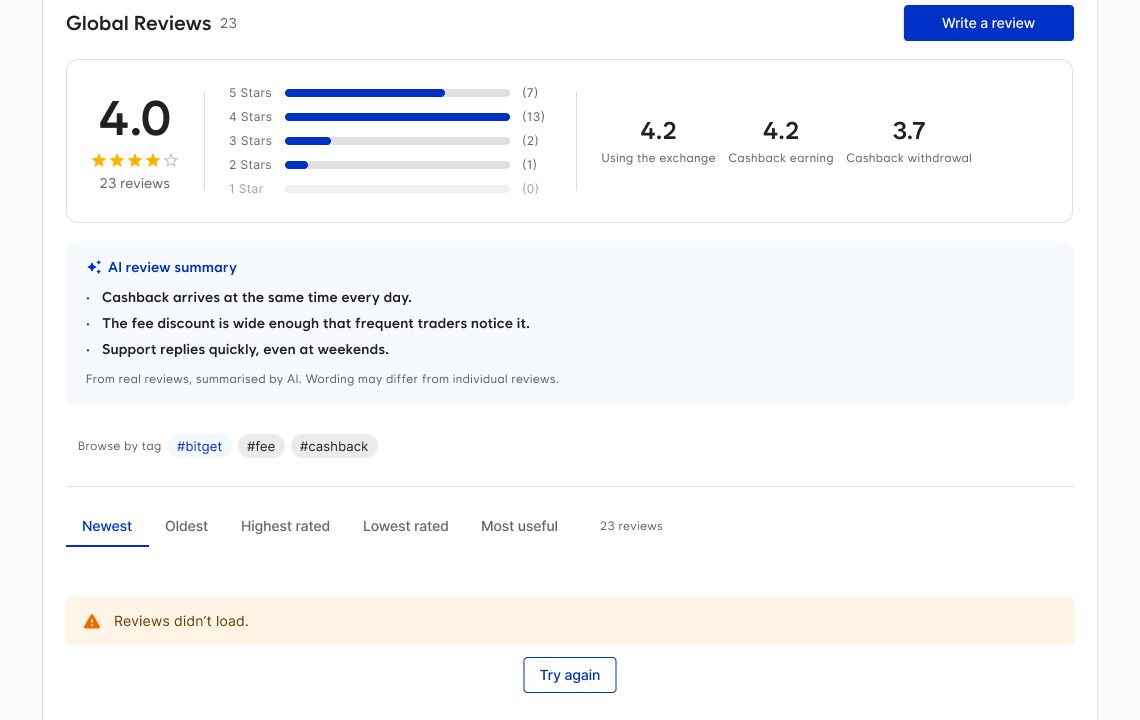 Global Reviews 23
Write a review
4.0
23 reviews
5 Stars (7)
4 Stars (13)
3 Stars (2)
2 Stars (1)
1 Star (0)
4.2
Using the exchange
4.2
Cashback earning
3.7
Cashback withdrawal
AI review summary
· Cashback arrives at the same time every day.
· The fee discount is wide enough that frequent traders notice it.
· Support replies quickly, even at weekends.
From real reviews, summarised by AI. Wording may differ from individual reviews.
Browse by tag #bitget #fee #cashback
Newest Oldest Highest rated Lowest rated Most useful 23 reviews
Reviews didn’t load.
Try again